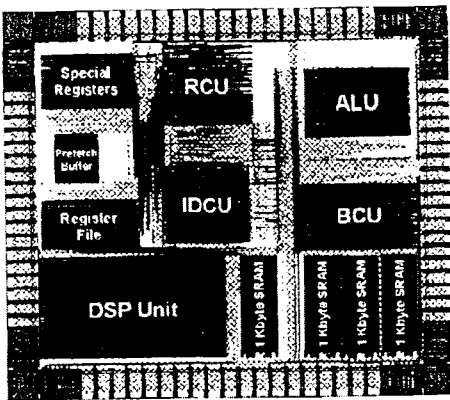 Special
Registers
RCU
ALU
Prefetch
Buffer
IDCU
Register
File
BCU
DSP Unit
1 Kbyte SRAM
1 Kbyte SRAM
1 Kbyte SRAM
1 Kbyte SRAM